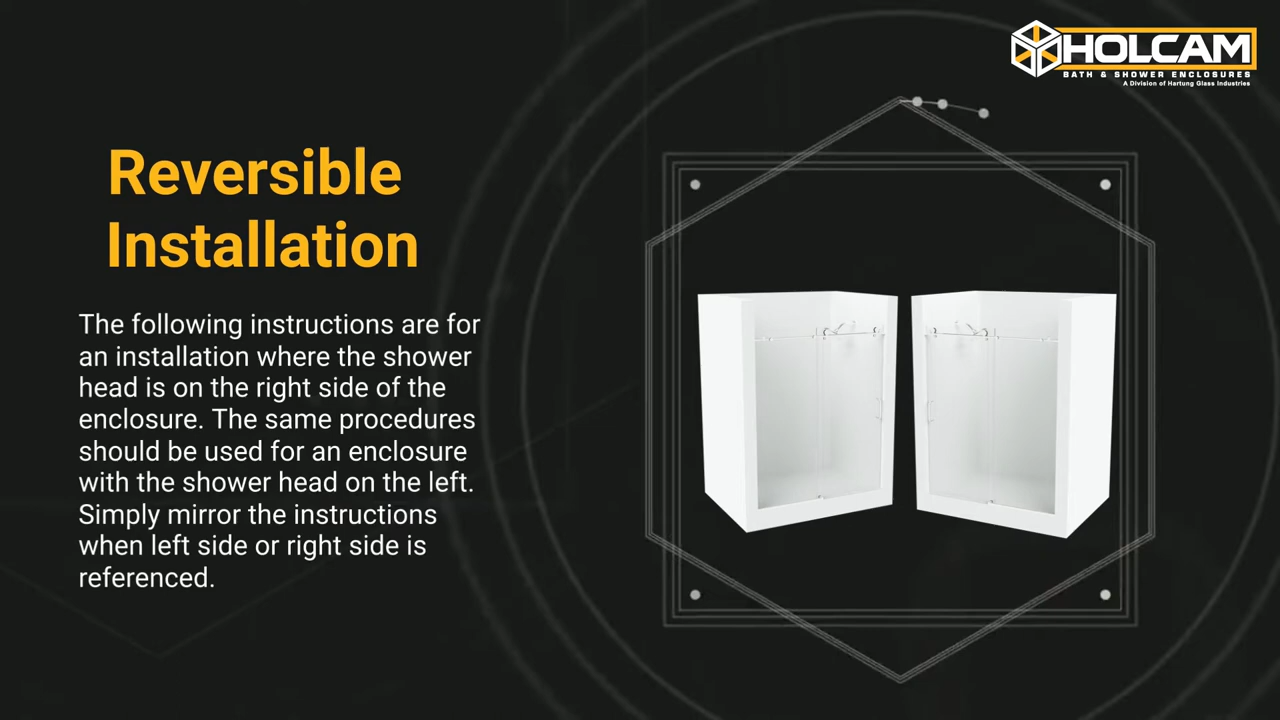 HOLCAM
BATH & SHOWER ENCLOSURES
A Division of Hartung Glass Industries
Reversible
Installation
The following instructions are for
an installation where the shower
head is on the right side of the
enclosure. The same procedures
should be used for an enclosure
with the shower head on the left.
Simply mirror the instructions
when left side or right side is
referenced.